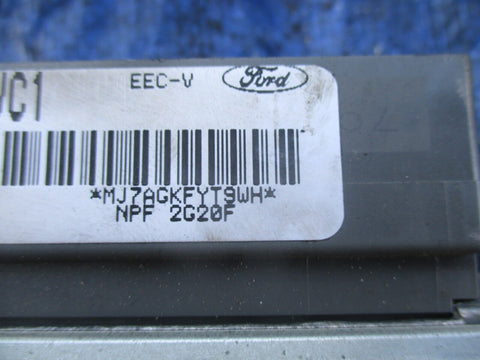 VC1 EEC-V Ford
*MJ7AGKFYT9WH*
NPF 2G20F